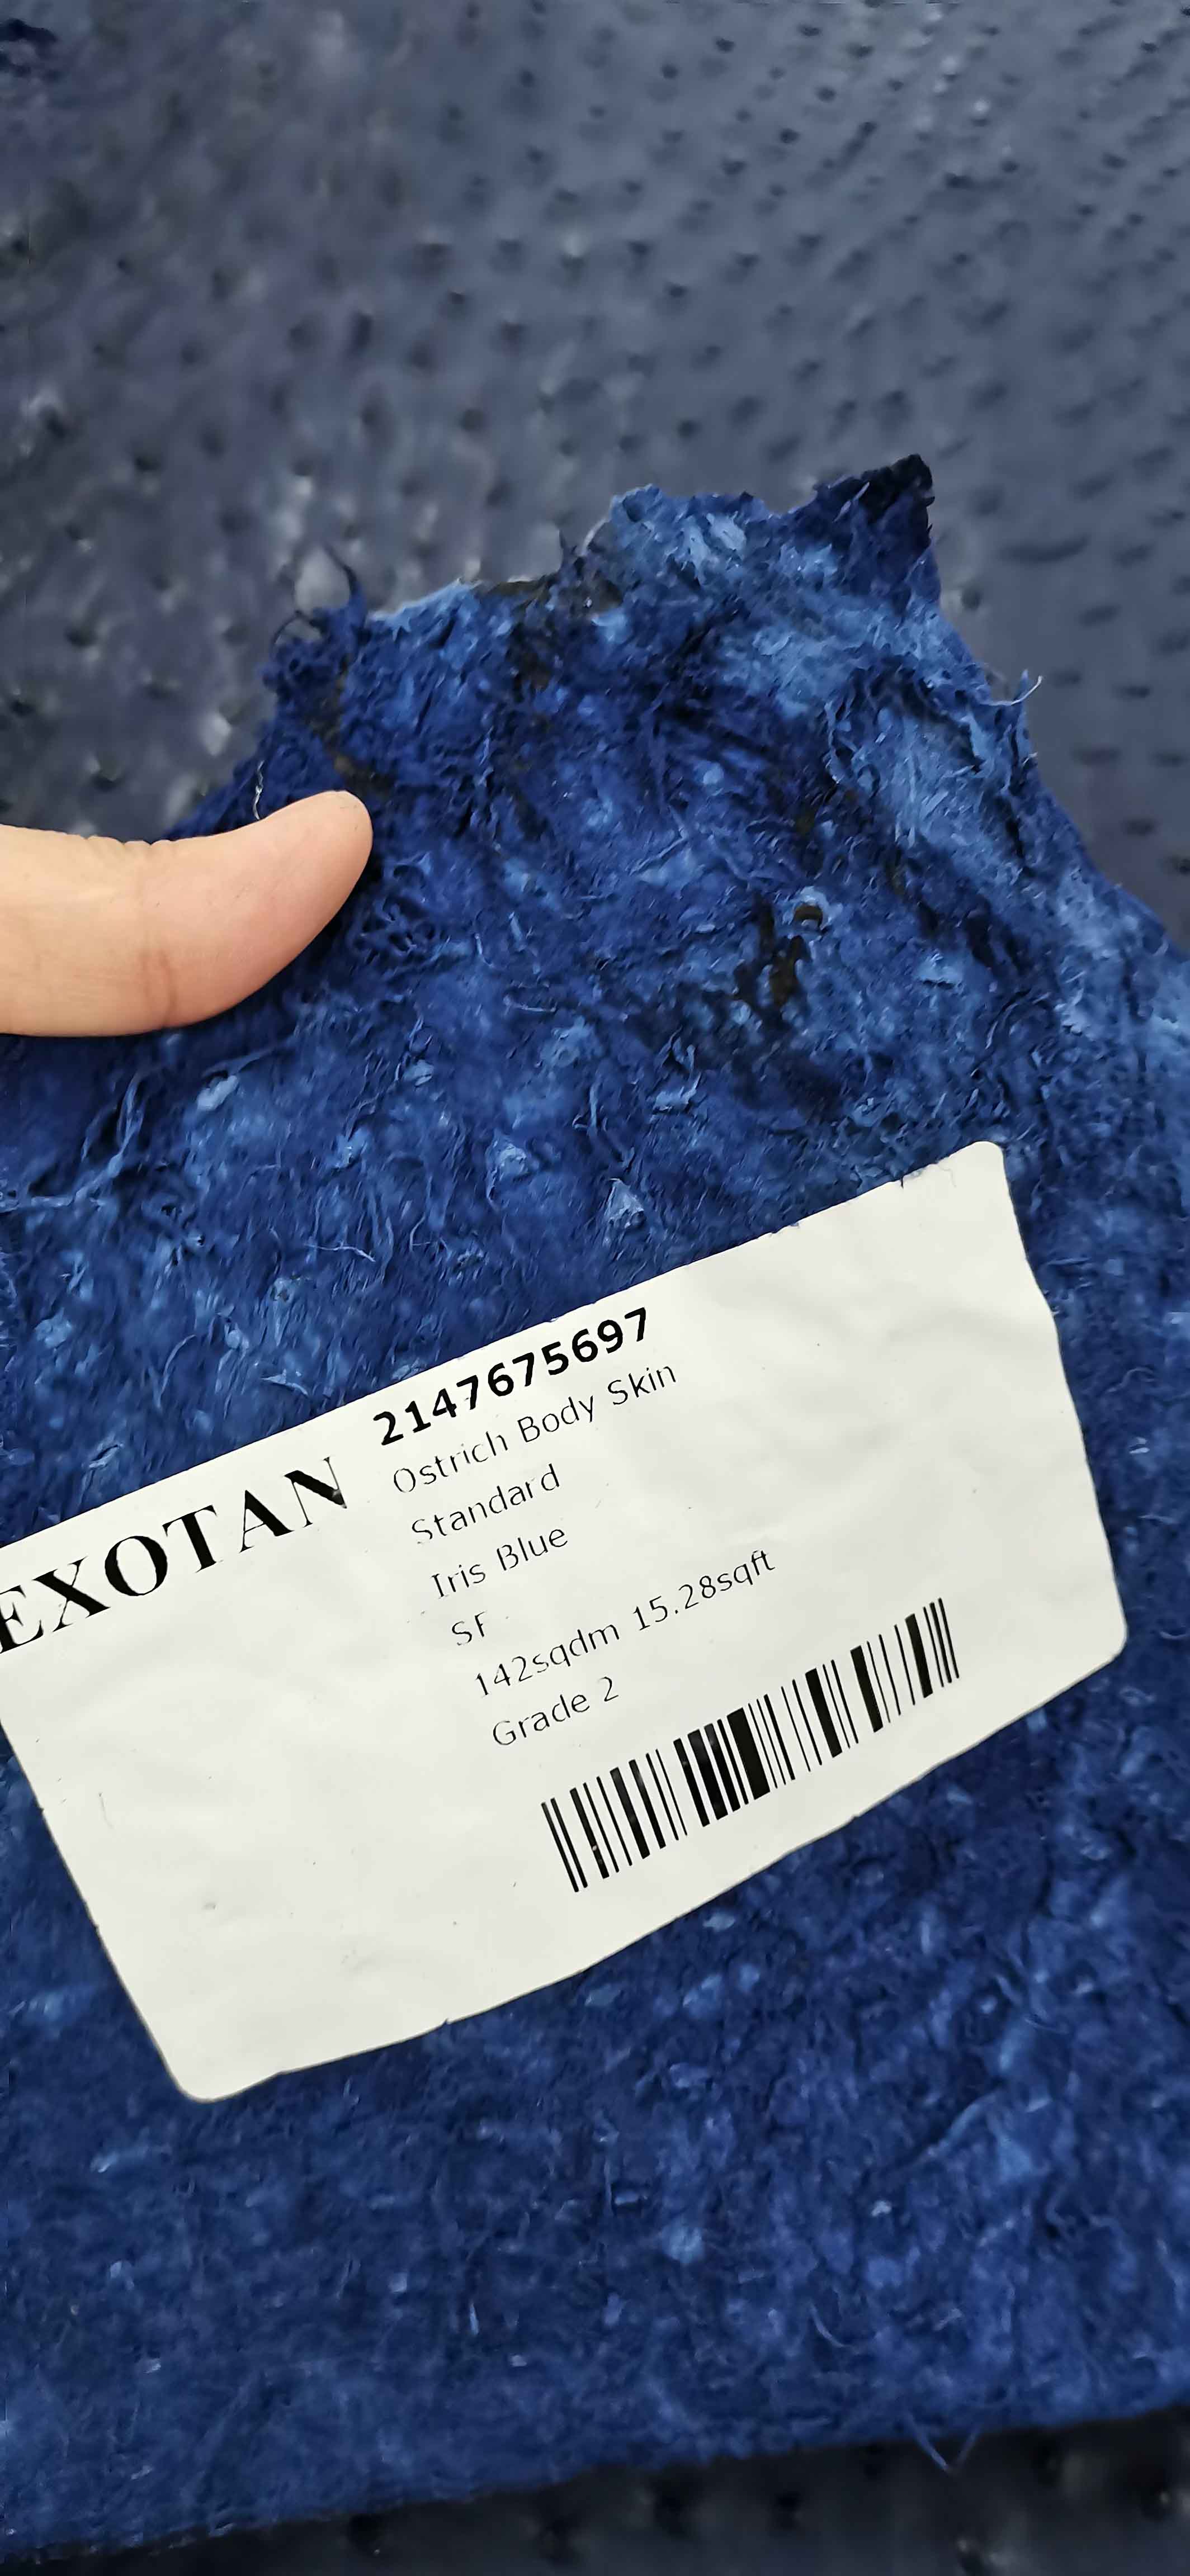 EXOTAN
2147675697
Ostrich Body Skin
Standard
Iris Blue
SF
142sqdm 15.28sqft
Grade 2